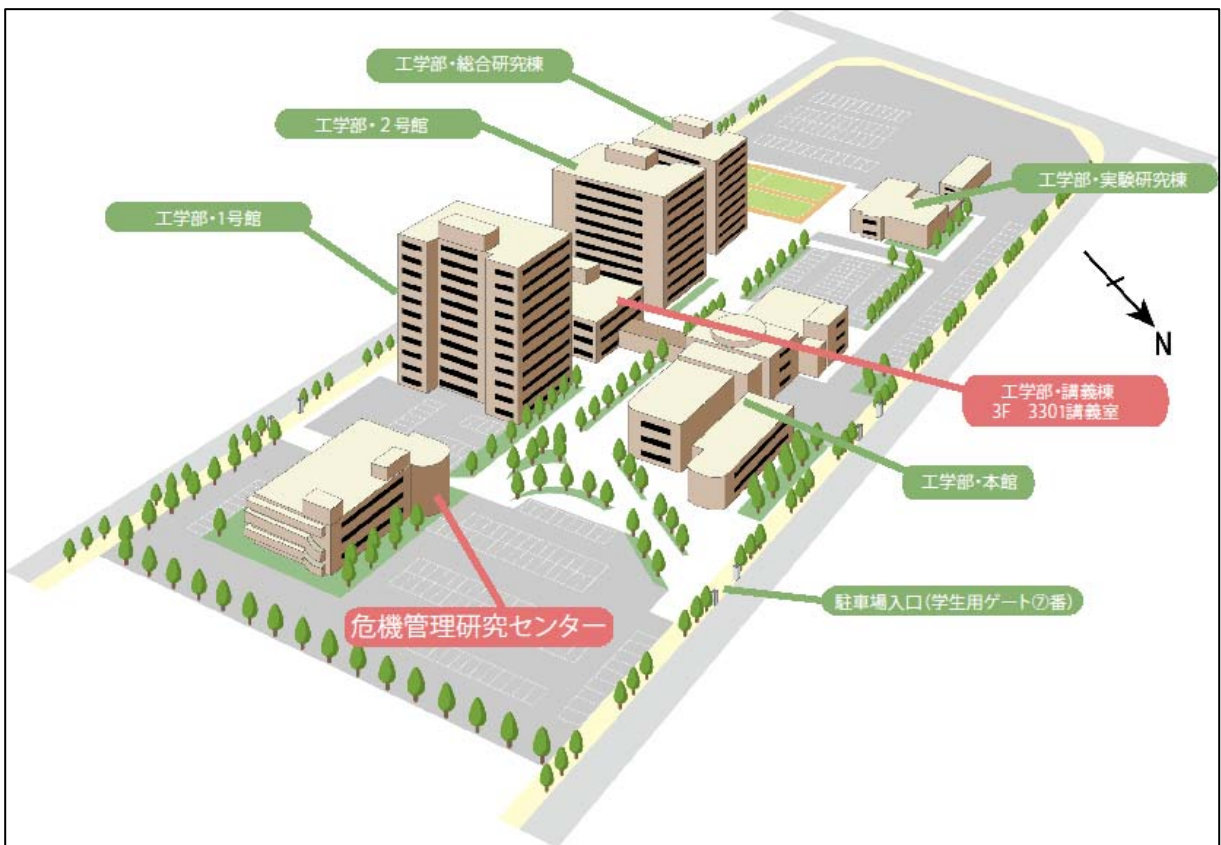 工学部・総合研究棟
工学部・2号館
工学部・実験研究棟
工学部・1号館
N
工学部・講義棟
3F 3301講義室
工学部・本館
駐車場入口(学生用ゲート⑦番)
危機管理研究センター